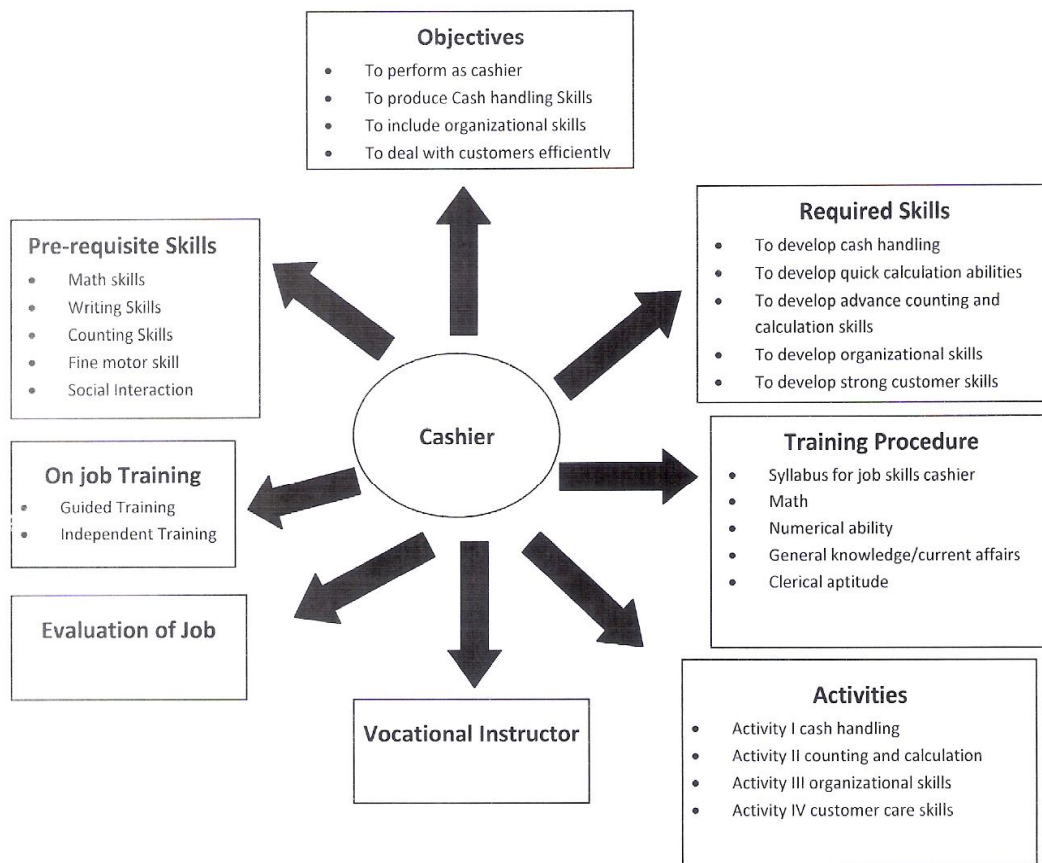 Objectives
• To perform as cashier
• To produce Cash handling Skills
• To include organizational skills
• To deal with customers efficiently
Pre-requisite Skills
• Math skills
• Writing Skills
• Counting Skills
• Fine motor skill
• Social Interaction
Required Skills
• To develop cash handling
• To develop quick calculation abilities
• To develop advance counting and
calculation skills
• To develop organizational skills
• To develop strong customer skills
Cashier
On job Training
• Guided Training
• Independent Training
Training Procedure
• Syllabus for job skills cashier
• Math
• Numerical ability
• General knowledge/current affairs
• Clerical aptitude
Evaluation of Job
Vocational Instructor
Activities
• Activity I cash handling
• Activity II counting and calculation
• Activity III organizational skills
• Activity IV customer care skills